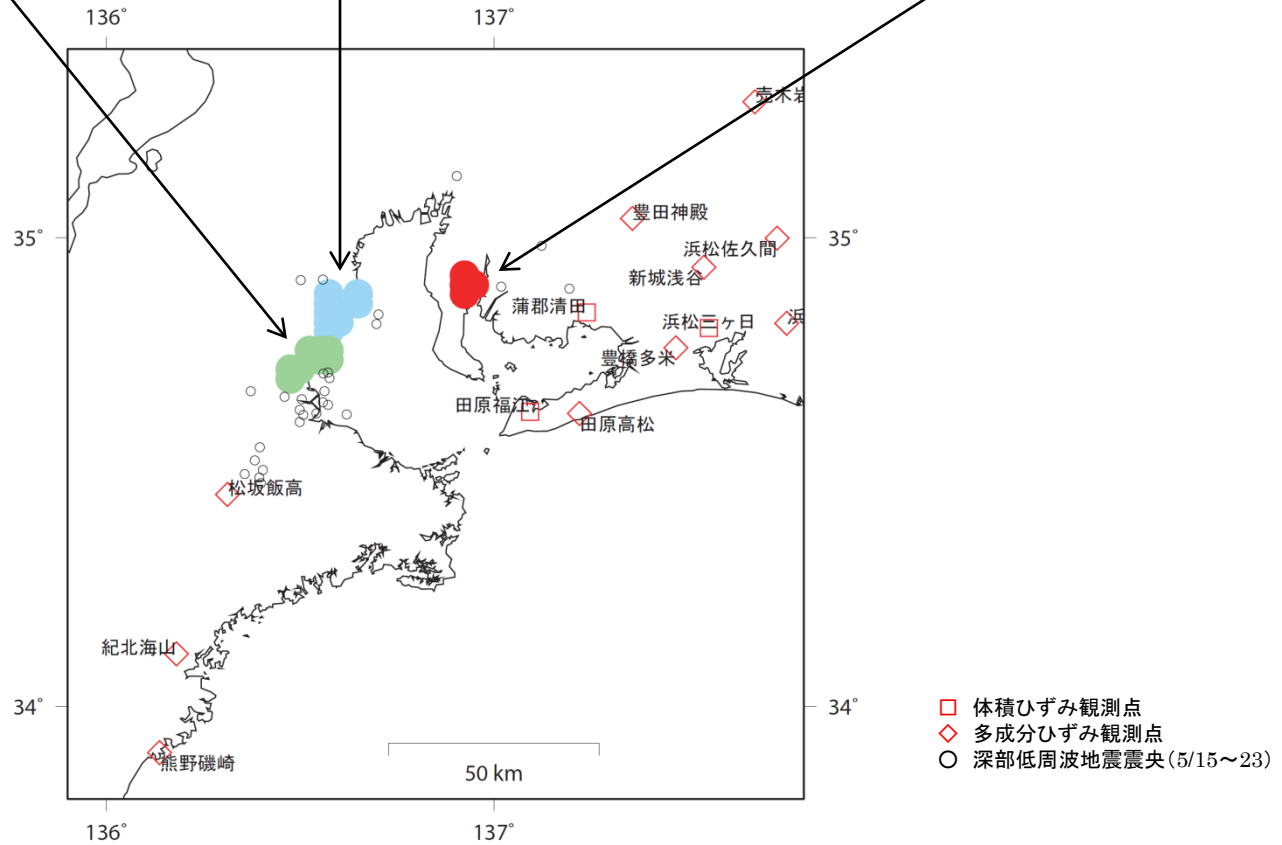 136°
137°
売木岩
豊田神殿
35°
35°
浜松佐久間
新城浅谷
蒲郡清田
浜松三ヶ日
浜
豊橋多米
田原福江
田原高松
松坂飯高
紀北海山
34°
34°
熊野磯崎
50 km
136°
137°
体積ひずみ観測点
多成分ひずみ観測点
深部低周波地震震央(5/15～23)